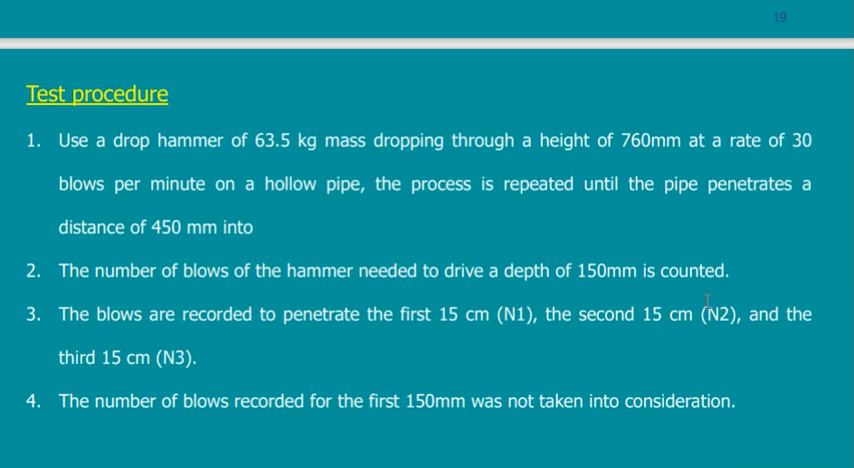 19
Test procedure
1. Use a drop hammer of 63.5 kg mass dropping through a height of 760mm at a rate of 30
blows per minute on a hollow pipe, the process is repeated until the pipe penetrates a
distance of 450 mm into
2. The number of blows of the hammer needed to drive a depth of 150mm is counted.
3. The blows are recorded to penetrate the first 15 cm (N1), the second 15 cm (N2), and the
third 15 cm (N3).
4. The number of blows recorded for the first 150mm was not taken into consideration.